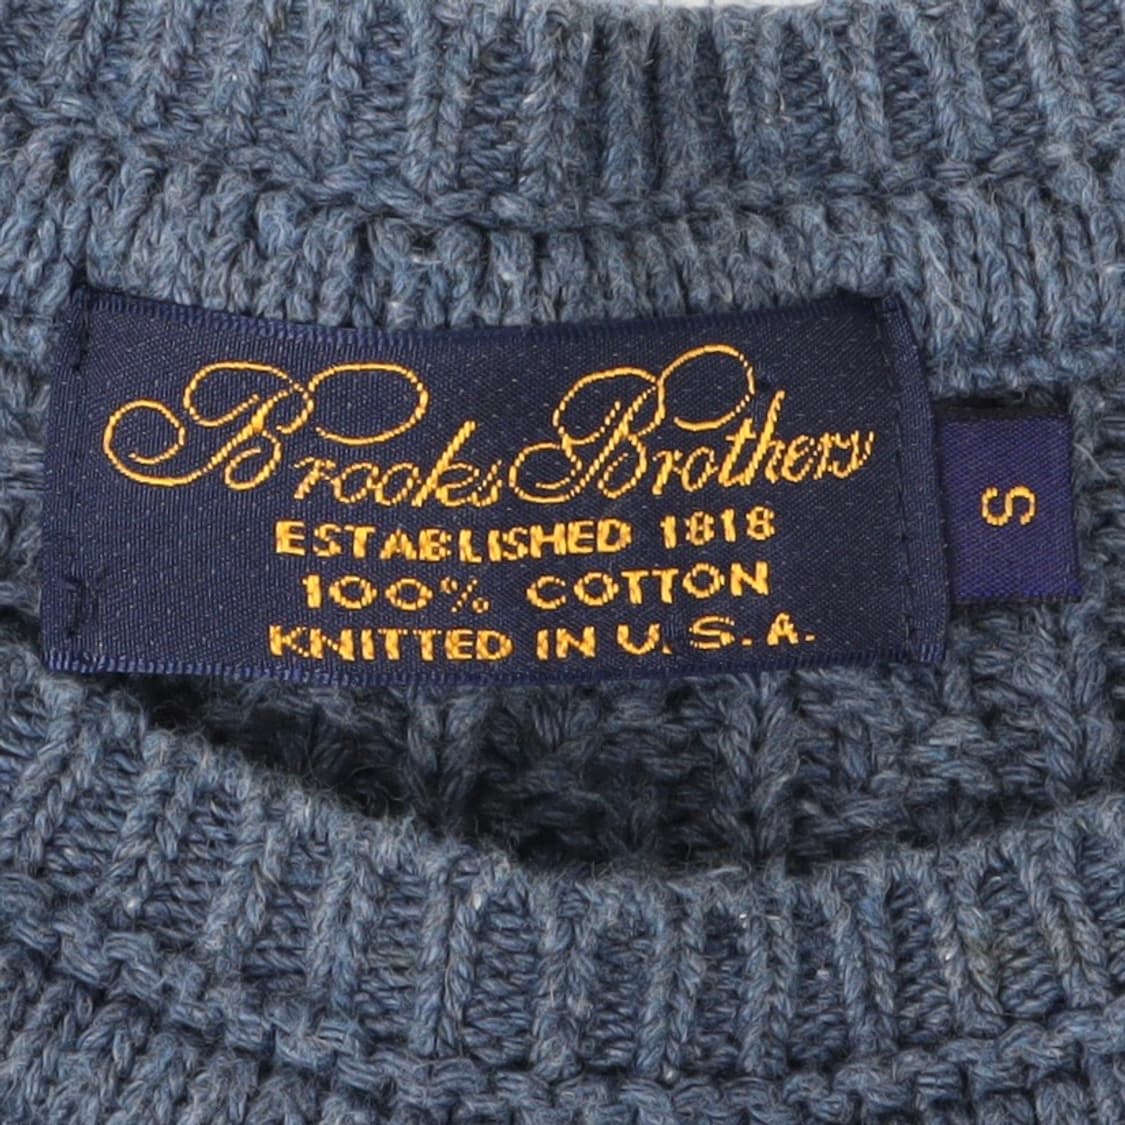 Brooks Brothers
ESTABLISHED 1818
100% COTTON
KNITTED IN U.S.A.
S